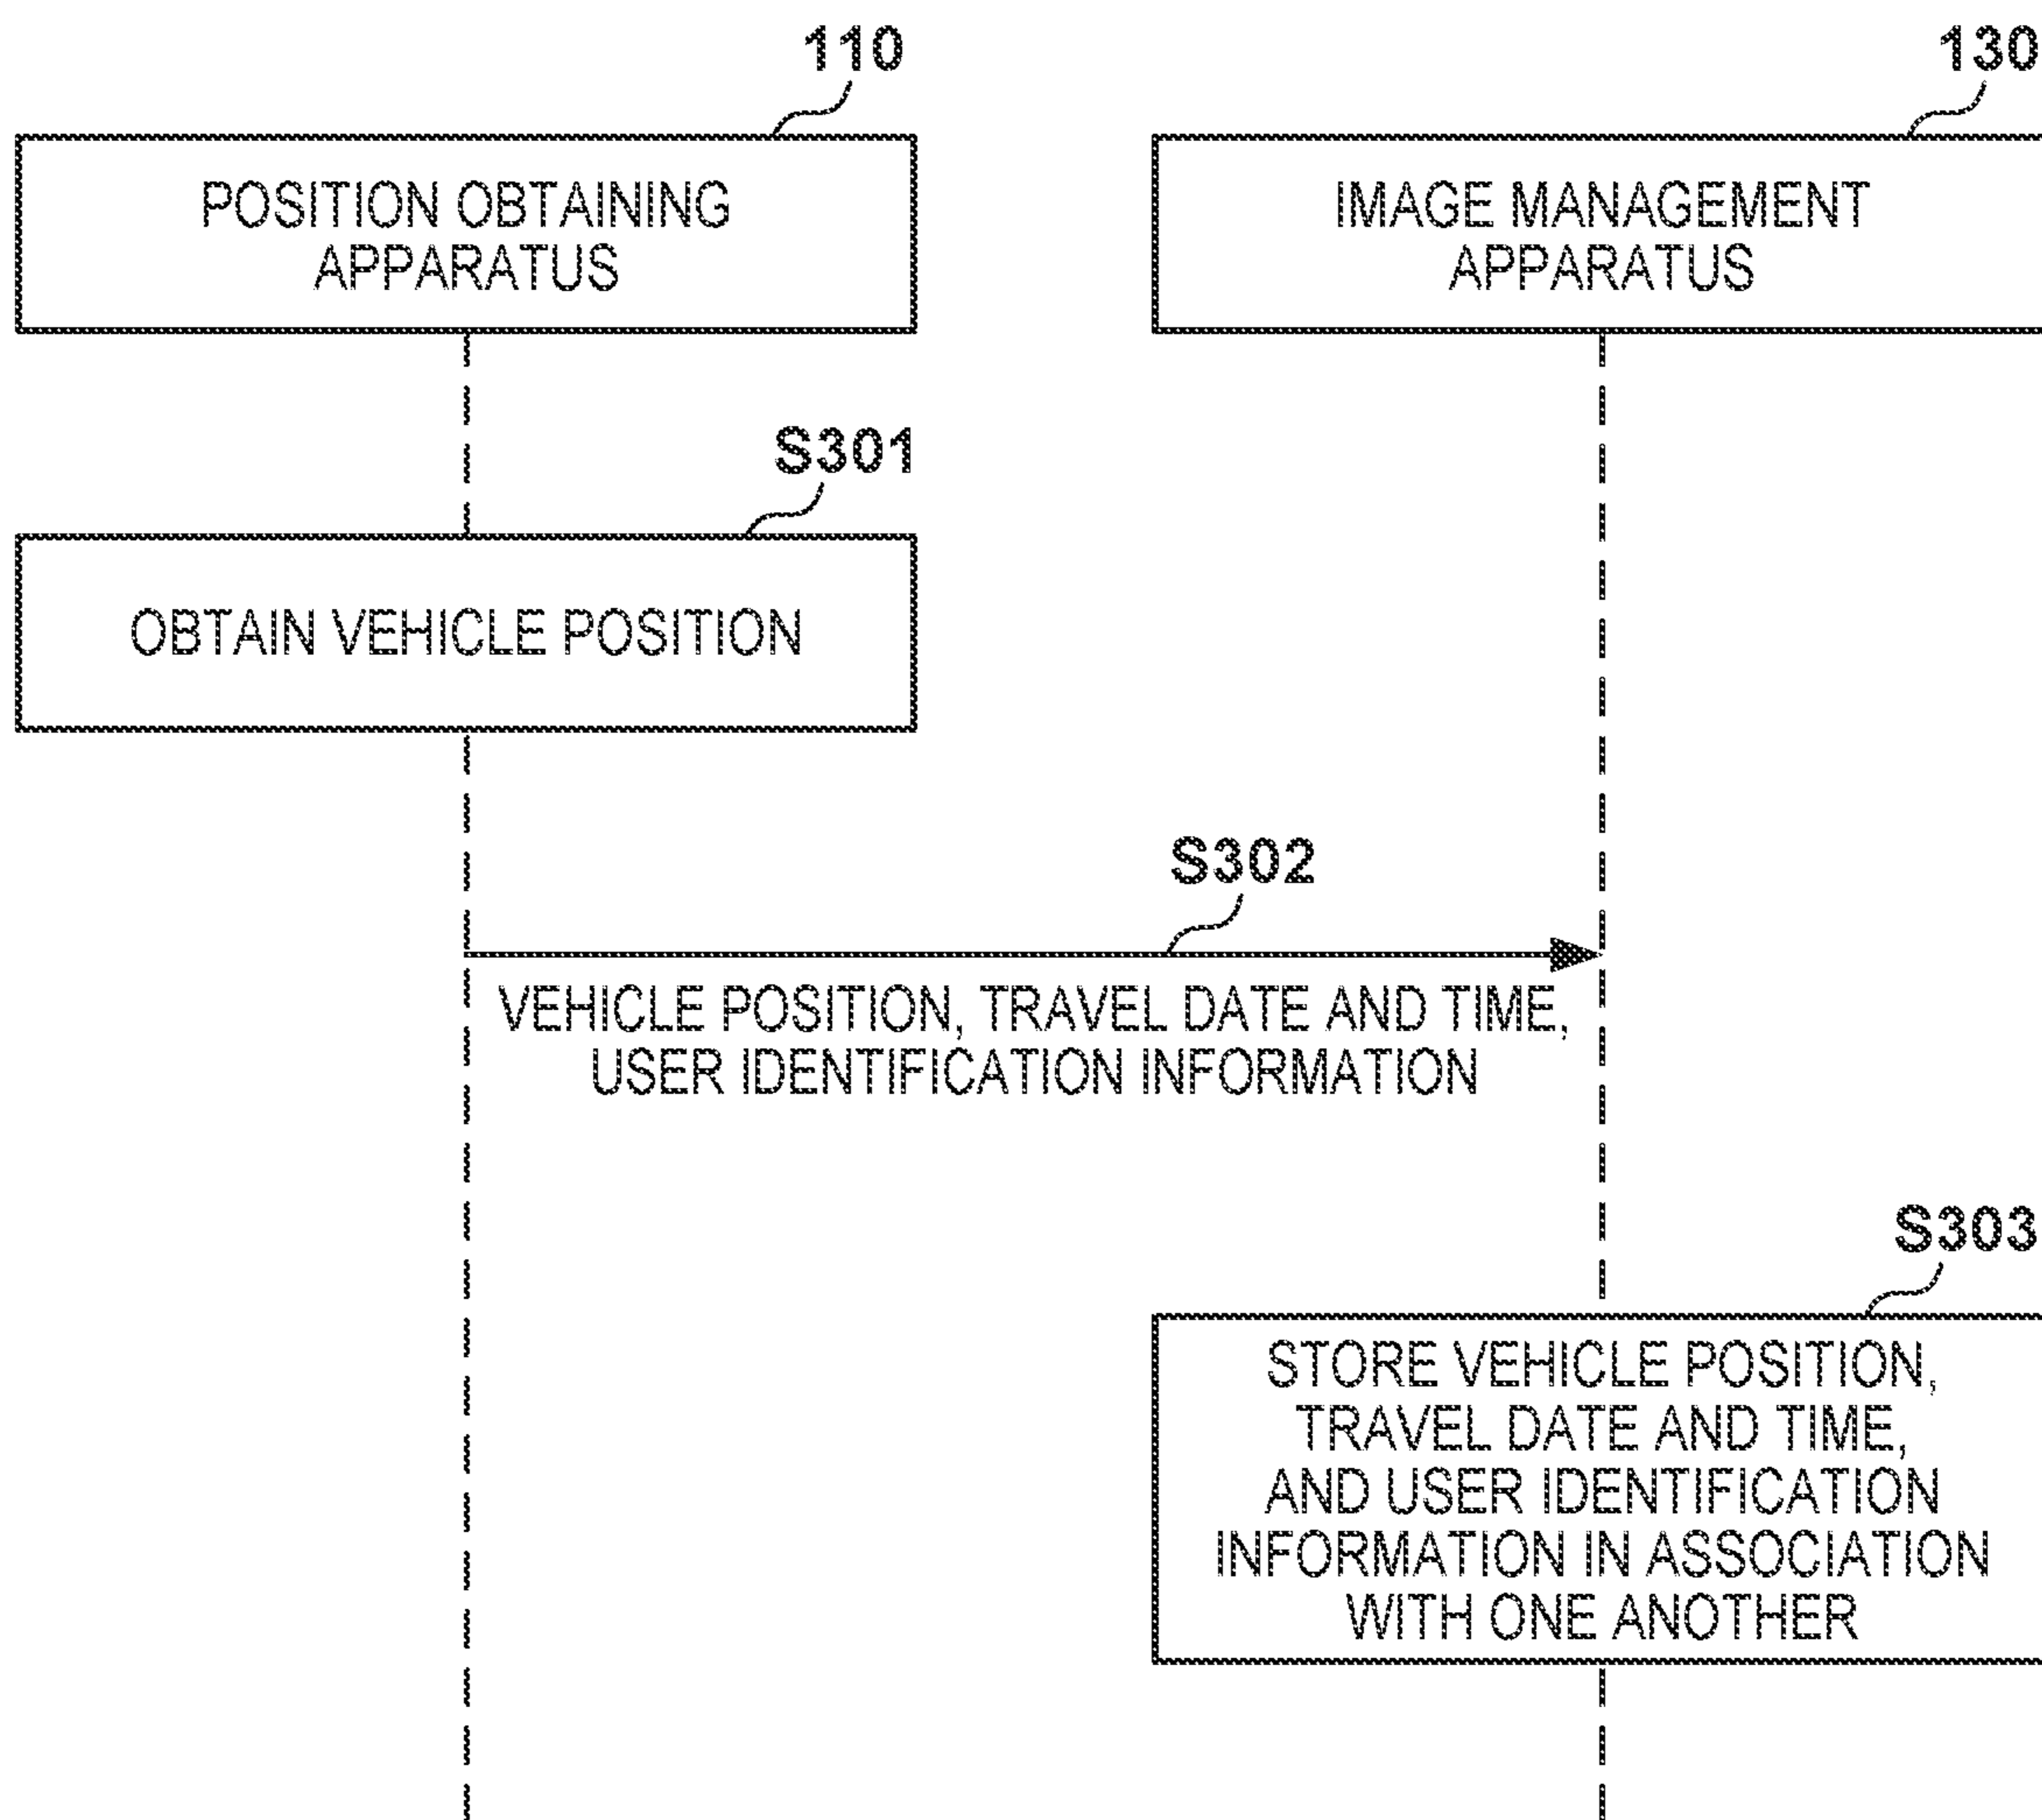 110
130
POSITION OBTAINING
APPARATUS
IMAGE MANAGEMENT
APPARATUS
S301
OBTAIN VEHICLE POSITION
S302
VEHICLE POSITION, TRAVEL DATE AND TIME,
USER IDENTIFICATION INFORMATION
S303
STORE VEHICLE POSITION,
TRAVEL DATE AND TIME,
AND USER IDENTIFICATION
INFORMATION IN ASSOCIATION
WITH ONE ANOTHER